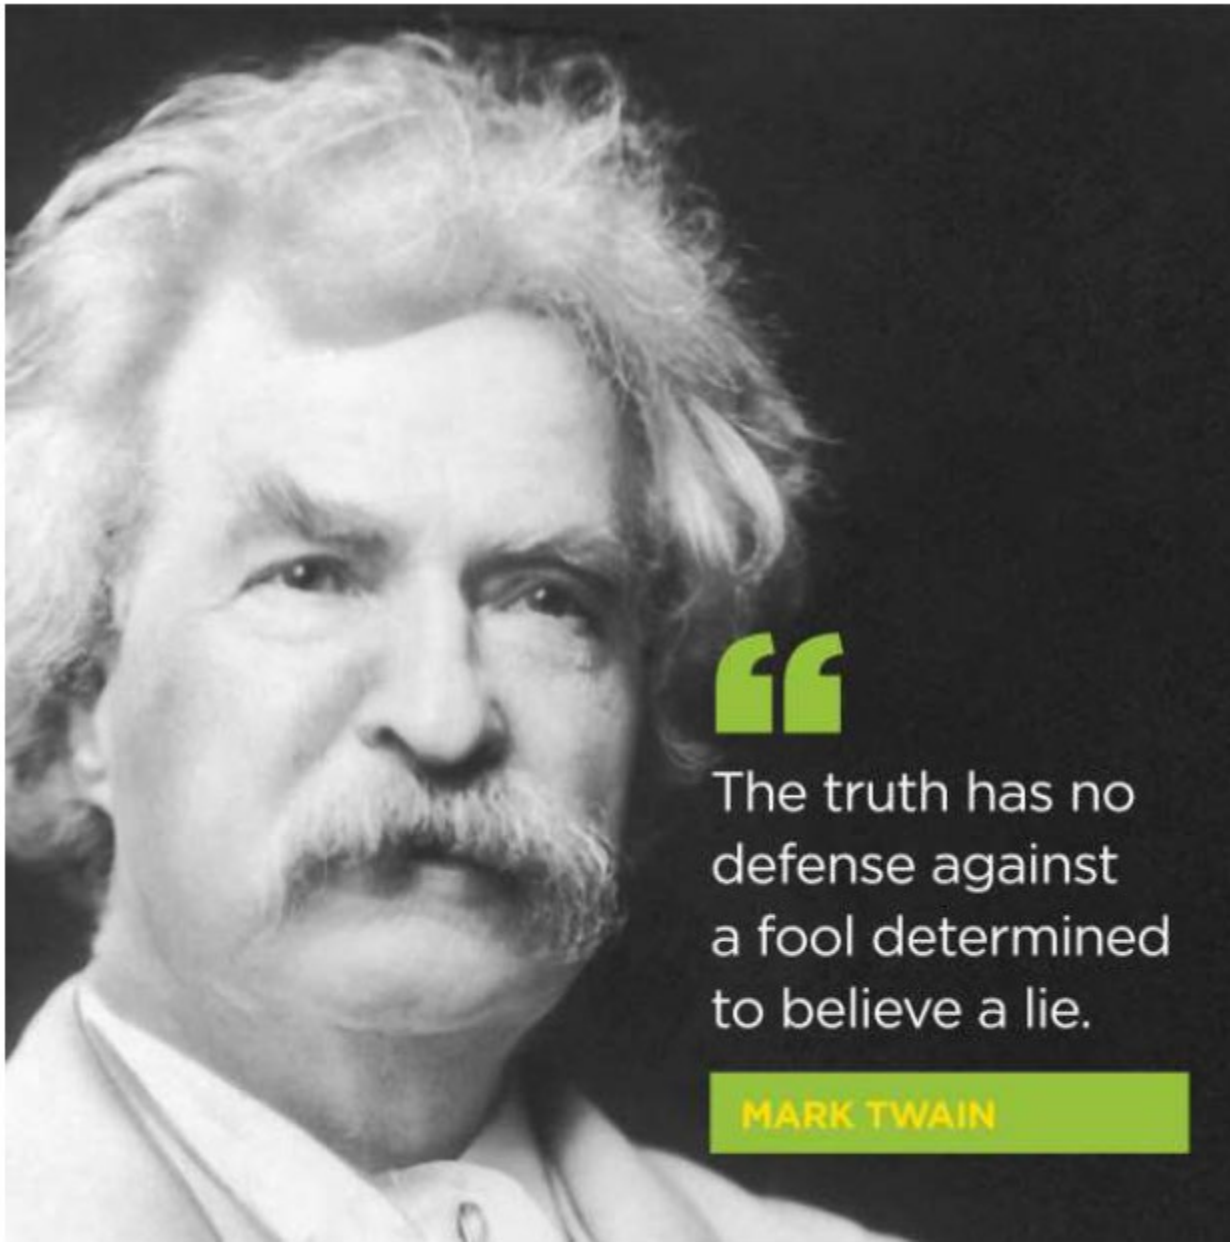 “
The truth has no
defense against
a fool determined
to believe a lie.
MARK TWAIN